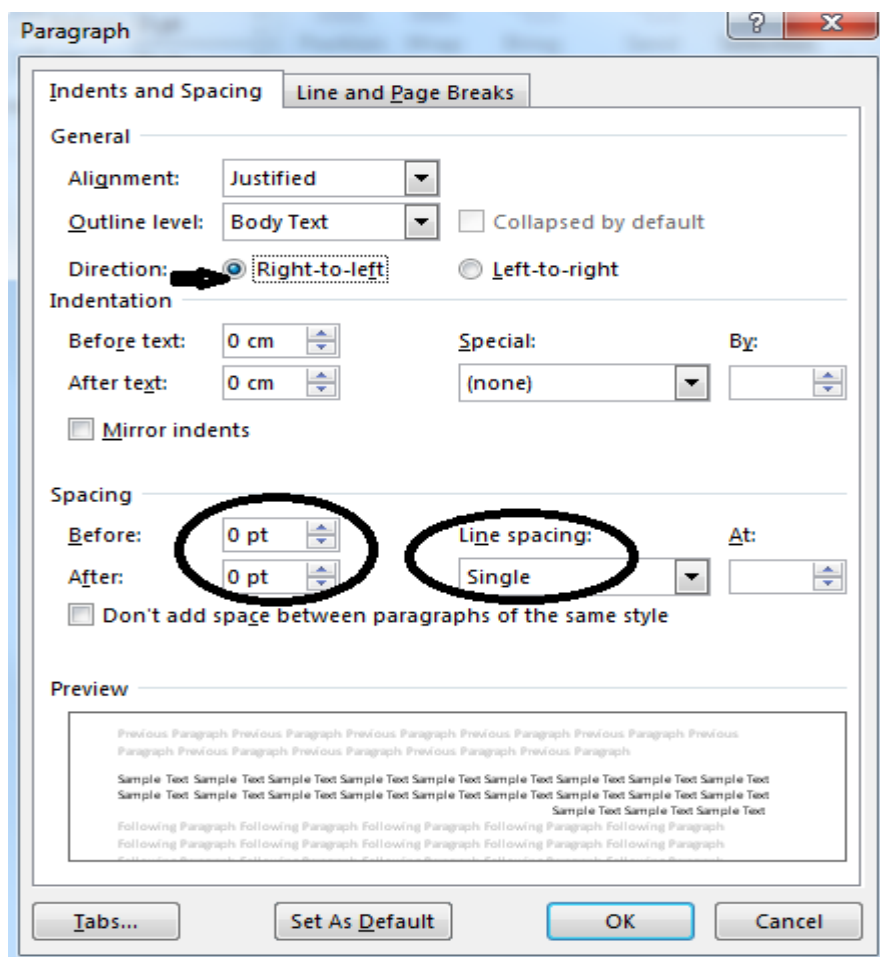 Paragraph
Indents and Spacing Line and Page Breaks
General
Alignment: Justified
Outline level: Body Text Collapsed by default
Direction: Right-to-left Left-to-right
Indentation
Before text: 0 cm Special: By:
After text: 0 cm (none)
Mirror indents
Spacing
Before: 0 pt Line spacing: At:
After: 0 pt Single
Don't add space between paragraphs of the same style
Preview
Previous Paragraph Previous Paragraph Previous Paragraph Previous Paragraph Previous Paragraph Previous
Paragraph Previous Paragraph Previous Paragraph Previous Paragraph Previous Paragraph
Sample Text Sample Text Sample Text Sample Text Sample Text Sample Text Sample Text Sample Text Sample Text
Sample Text Sample Text Sample Text Sample Text Sample Text Sample Text Sample Text Sample Text Sample Text
Sample Text Sample Text Sample Text
Following Paragraph Following Paragraph Following Paragraph Following Paragraph Following Paragraph
Following Paragraph Following Paragraph Following Paragraph Following Paragraph Following Paragraph
Tabs... Set As Default OK Cancel